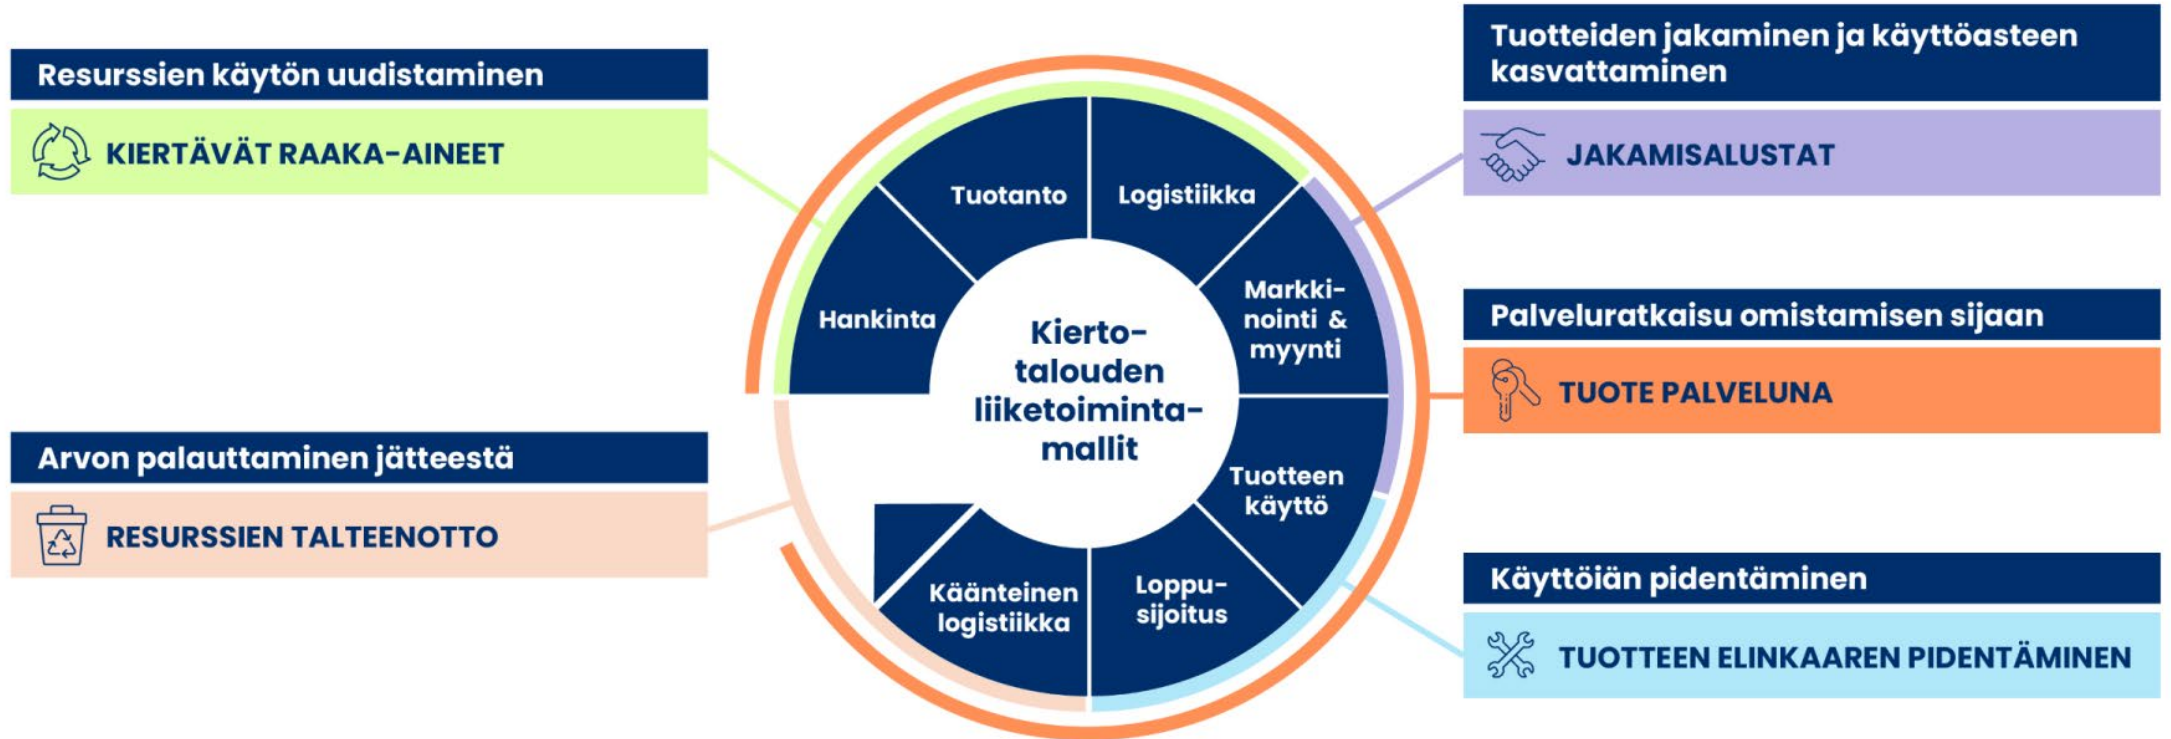 Resurssien käytön uudistaminen
KIERTÄVÄT RAAKA-AINEET
Arvon palauttaminen jätteestä
RESURSSIEN TALTEENOTTO
Kierto-
talouden
liiketoiminta-
mallit
Hankinta
Tuotanto
Logistiikka
Markki-
nointi &
myynti
Tuotteen
käyttö
Loppu-
sijoitus
Käänteinen
logistiikka
Tuotteiden jakaminen ja käyttöasteen
kasvattaminen
JAKAMISALUSTAT
Palveluratkaisu omistamisen sijaan
TUOTE PALVELUNA
Käyttöiän pidentäminen
TUOTTEEN ELINKAAREN PIDENTÄMINEN